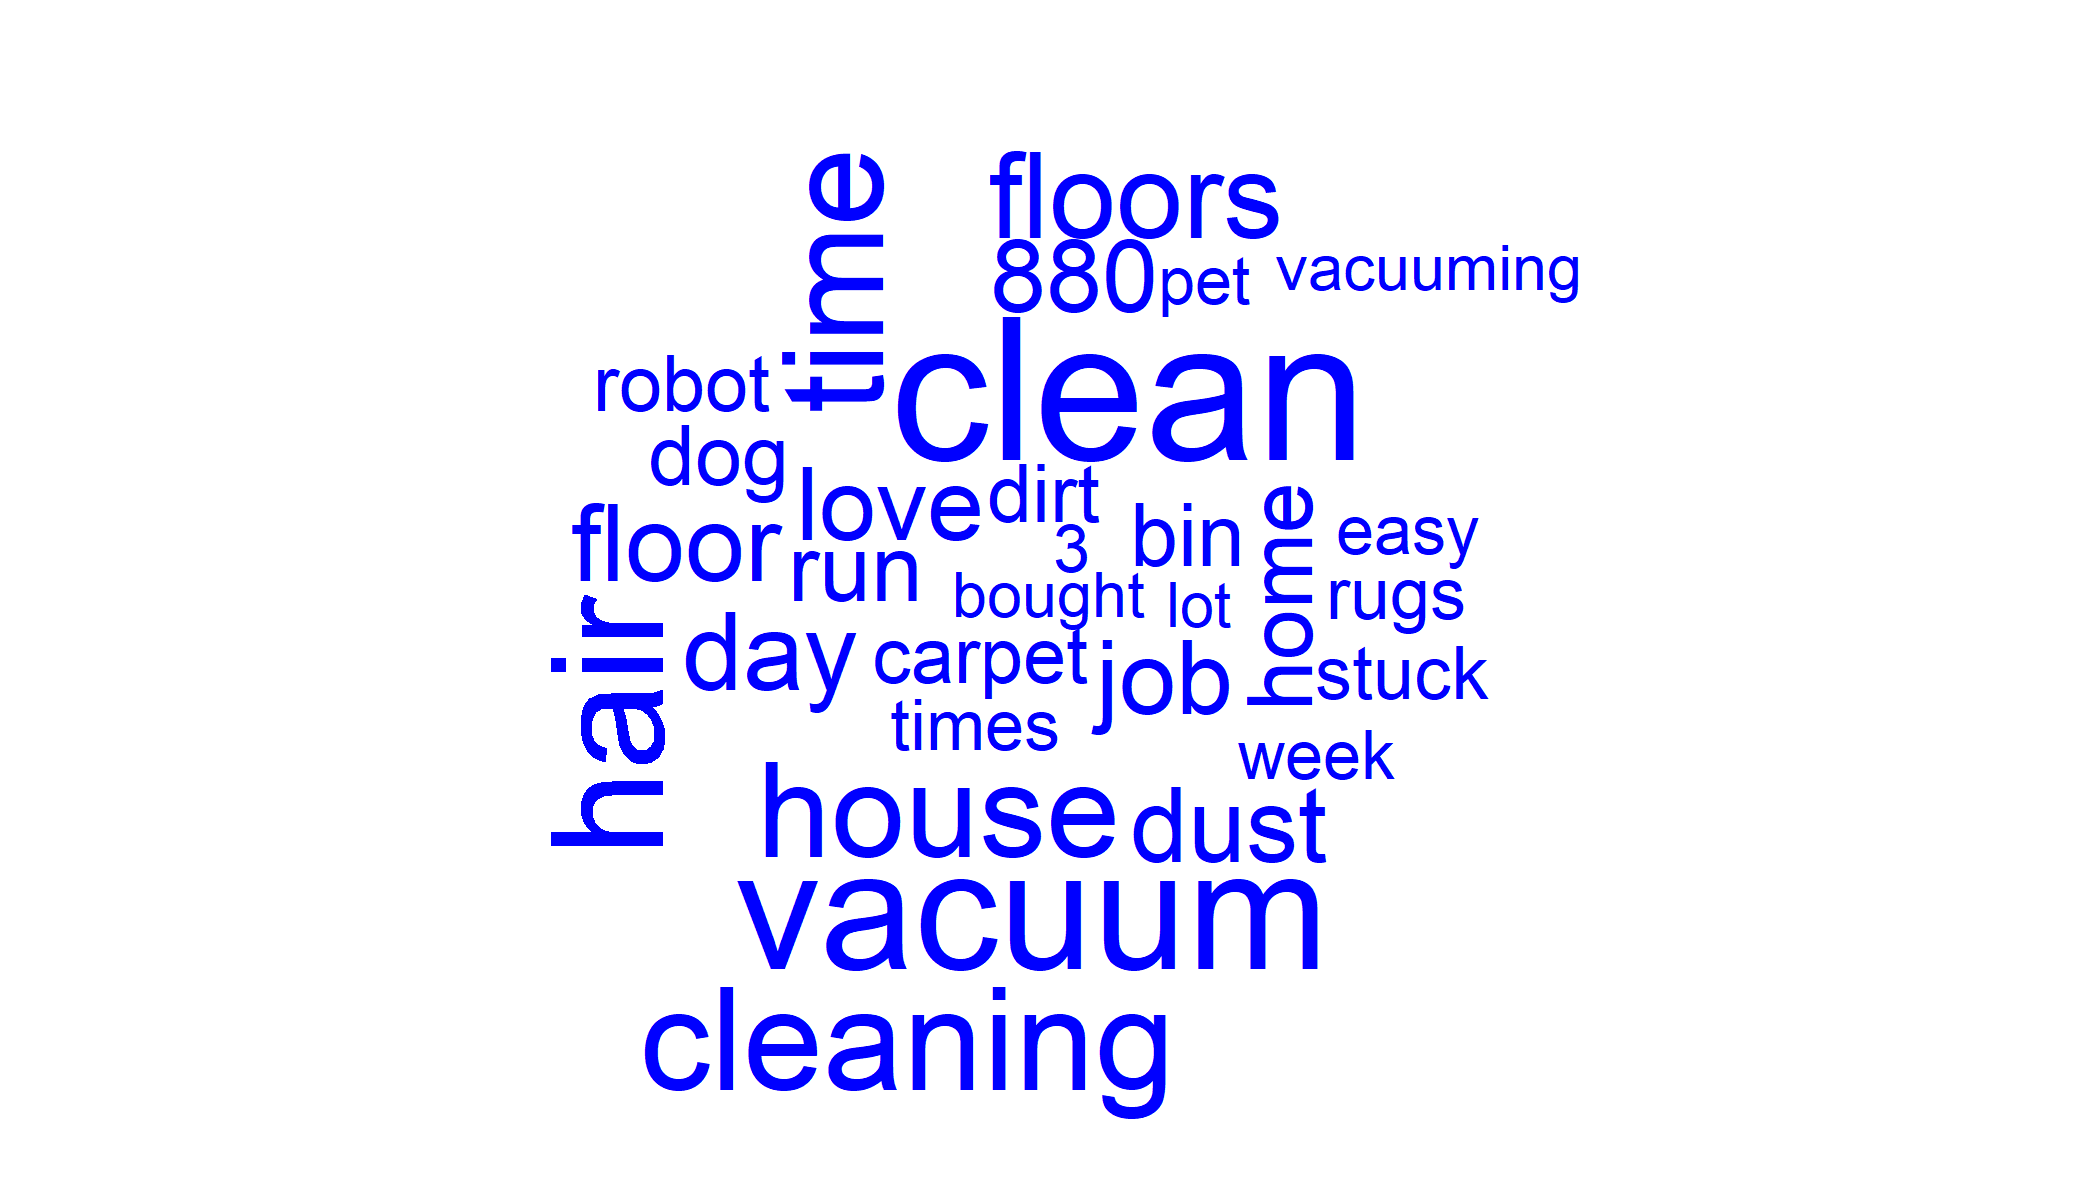 time
floors
880
pet
vacuuming
clean
robot
dog
love
dirt
floor
run
3
bin
home
easy
bought
lot
rugs
hair
day
carpet
job
stuck
times
week
house
dust
vacuum
cleaning